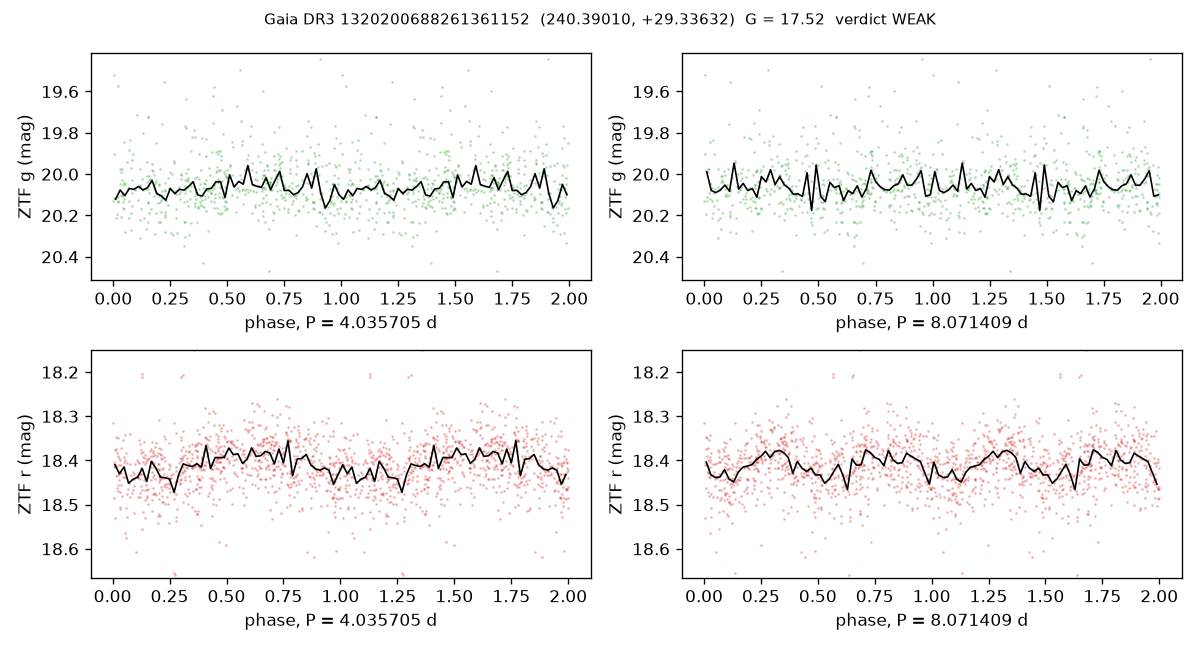 Gaia DR3 1320200688261361152 (240.39010, +29.33632) G = 17.52 verdict WEAK
ZTF g (mag)
19.6
19.8
20.0
20.2
20.4
0.00 0.25 0.50 0.75 1.00 1.25 1.50 1.75 2.00
phase, P = 4.035705 d
ZTF g (mag)
19.6
19.8
20.0
20.2
20.4
0.00 0.25 0.50 0.75 1.00 1.25 1.50 1.75 2.00
phase, P = 8.071409 d
ZTF r (mag)
18.2
18.3
18.4
18.5
18.6
0.00 0.25 0.50 0.75 1.00 1.25 1.50 1.75 2.00
phase, P = 4.035705 d
ZTF r (mag)
18.2
18.3
18.4
18.5
18.6
0.00 0.25 0.50 0.75 1.00 1.25 1.50 1.75 2.00
phase, P = 8.071409 d